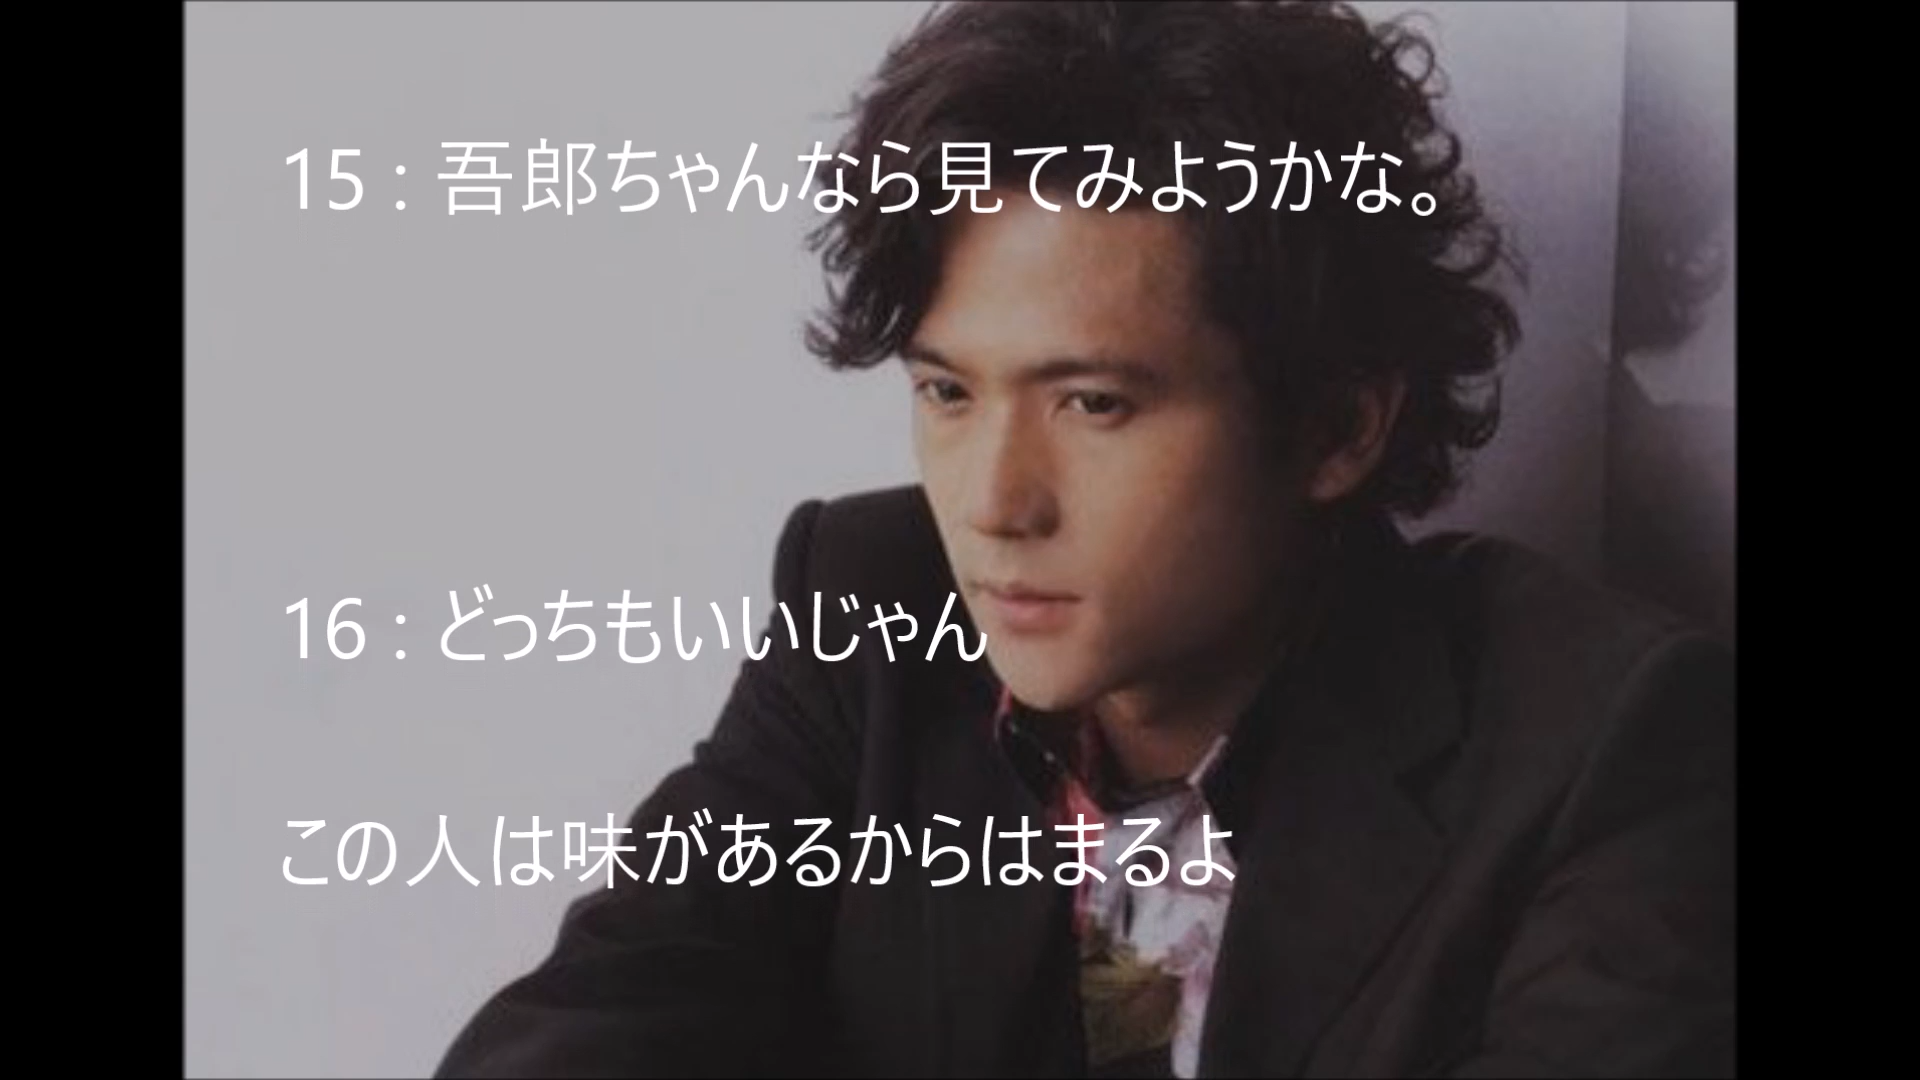 15 : 吾郎ちゃんなら見てみようかな。
16 : どっちもいいじゃん
この人は味があるからはまるよ